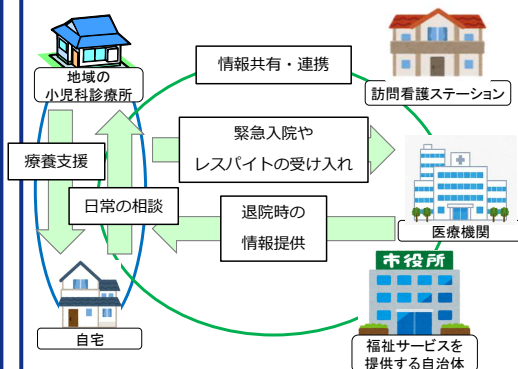 地域の
小児科診療所
情報共有・連携
訪問看護ステーション
療養支援
緊急入院や
レスパイトの受け入れ
日常の相談
退院時の
情報提供
医療機関
市役所
自宅
福祉サービスを
提供する自治体